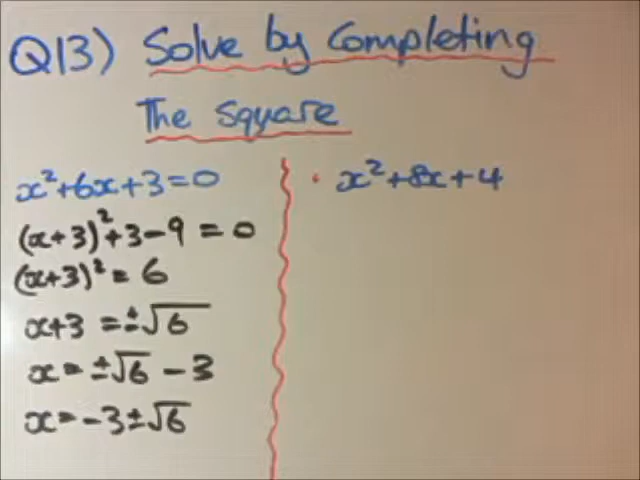 Q13) Solve by Completing
The Square
x²+6x+3=0
(x+3)²+3-9=0
(x+3)²=6
x+3=±√6
x=±√6-3
x=-3±√6
• x²+8x+4